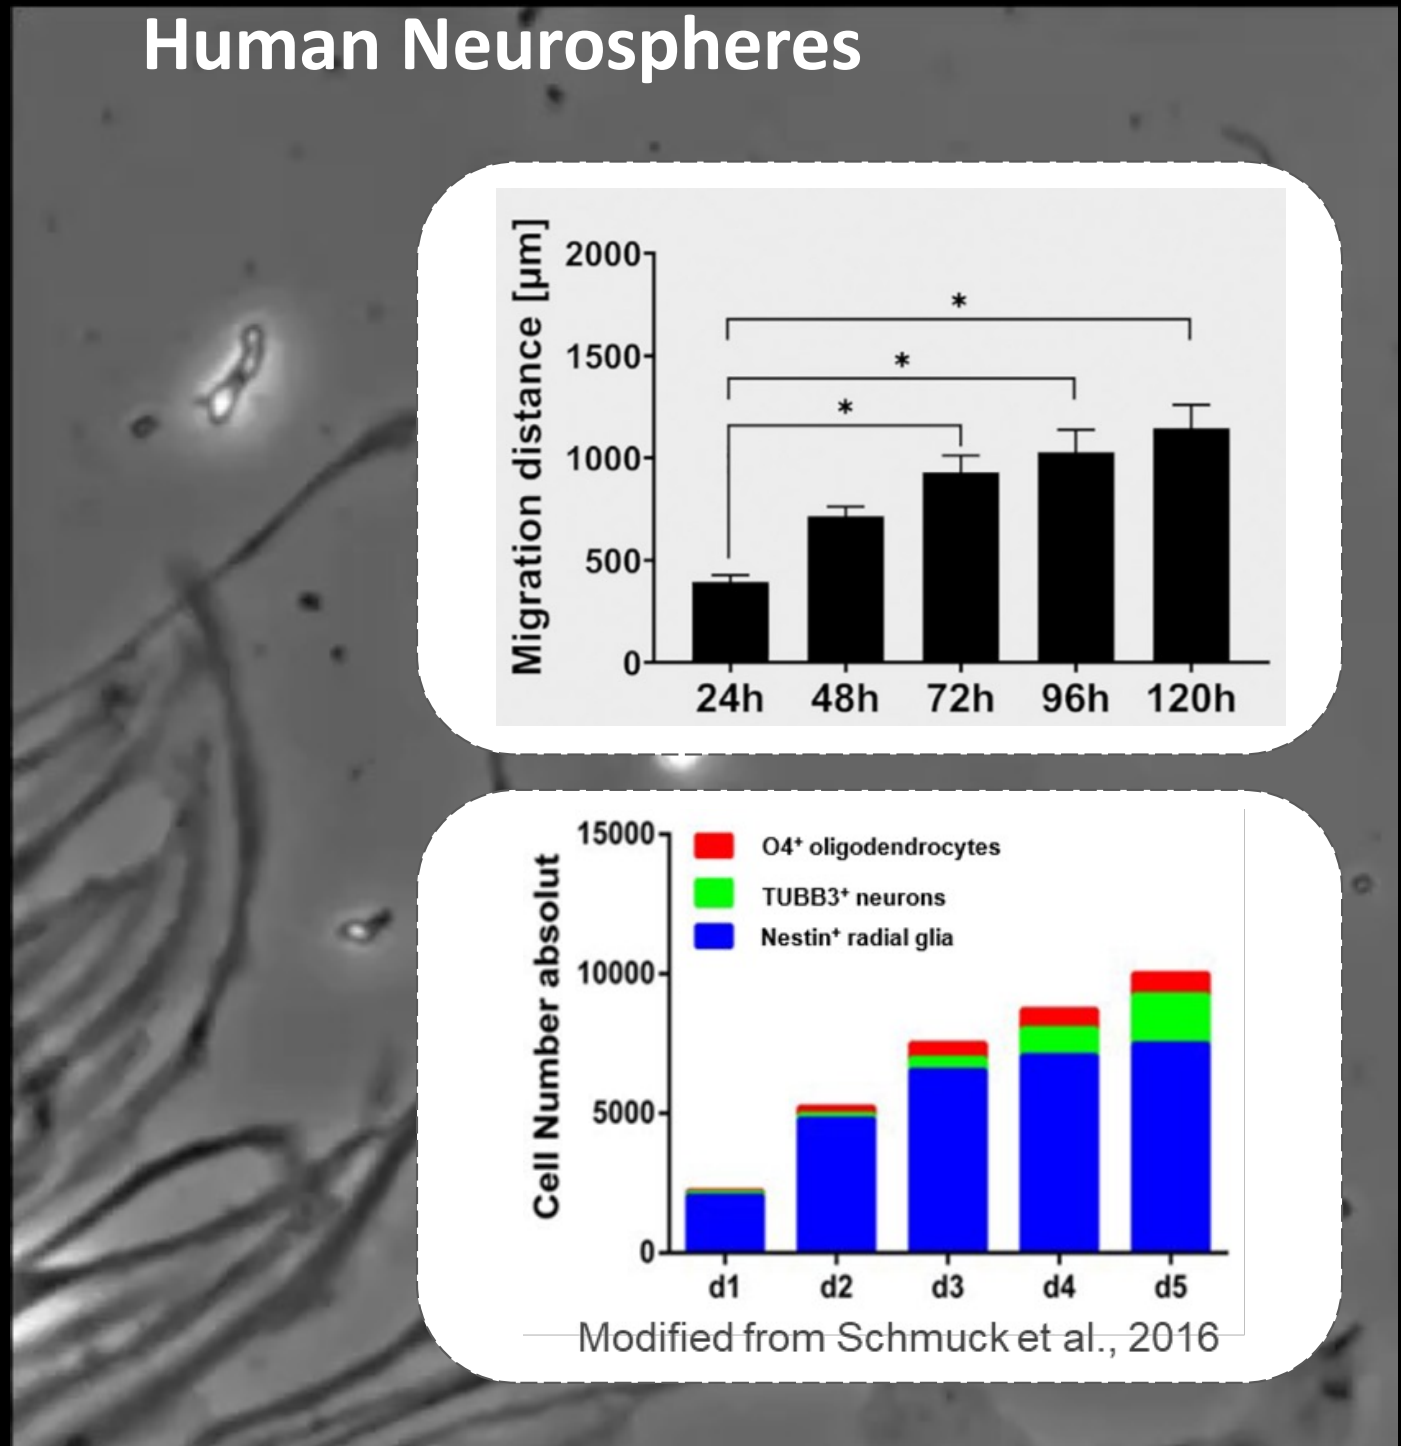 Human Neurospheres
Migration distance [µm]
2000
1500
1000
500
0
*
*
*
24h 48h 72h 96h 120h
Cell Number absolut
15000
10000
5000
0
O4⁺ oligodendrocytes
TUBB3⁺ neurons
Nestin⁺ radial glia
d1 d2 d3 d4 d5
Modified from Schmuck et al., 2016